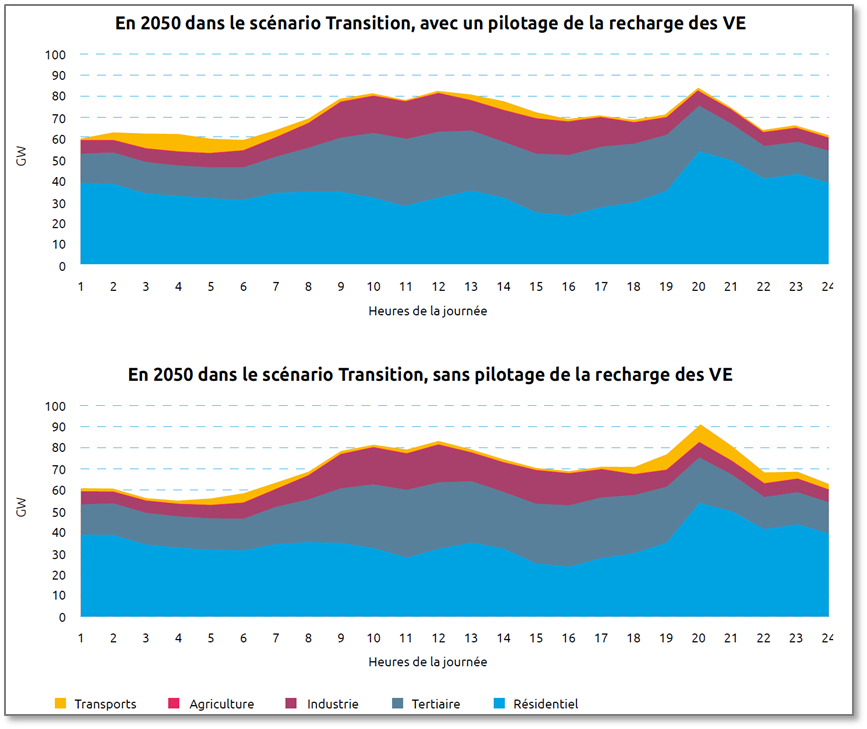 En 2050 dans le scénario Transition, avec un pilotage de la recharge des VE
100
90
80
70
60
50
40
30
20
10
0
GW
1 2 3 4 5 6 7 8 9 10 11 12 13 14 15 16 17 18 19 20 21 22 23 24
Heures de la journée
En 2050 dans le scénario Transition, sans pilotage de la recharge des VE
100
90
80
70
60
50
40
30
20
10
0
GW
1 2 3 4 5 6 7 8 9 10 11 12 13 14 15 16 17 18 19 20 21 22 23 24
Heures de la journée
Transports Agriculture Industrie Tertiaire Résidentiel